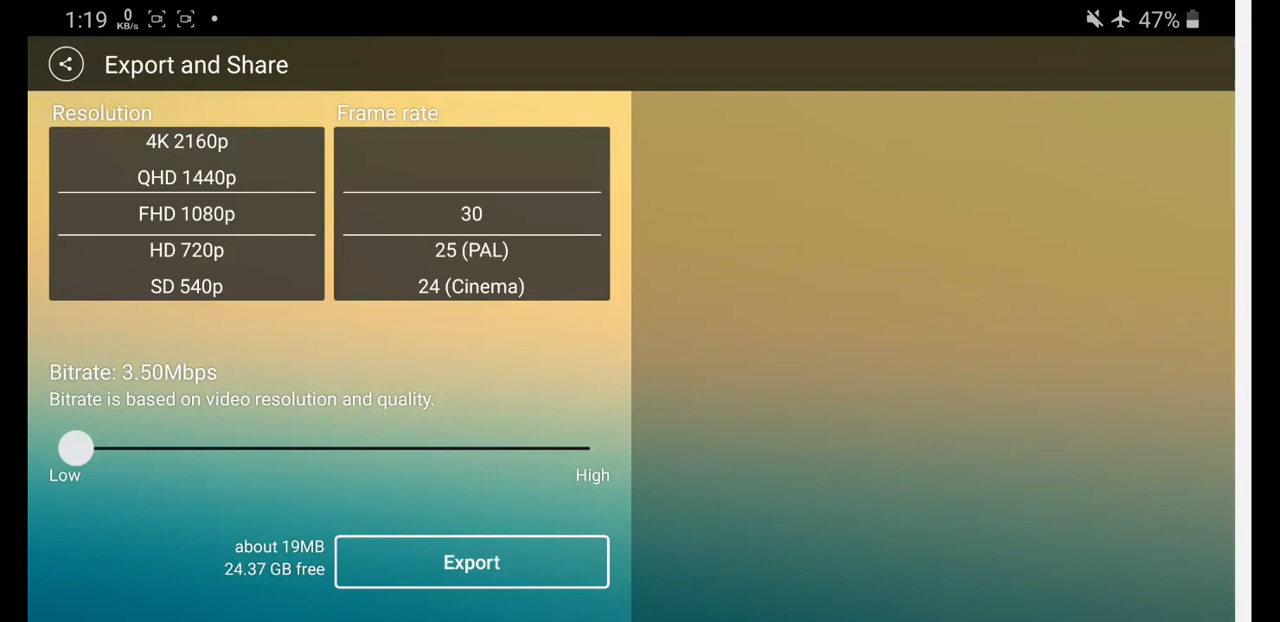 1:19 0 KB/s 47%
Export and Share
Resolution
4K 2160p
QHD 1440p
FHD 1080p
HD 720p
SD 540p
Frame rate
30
25 (PAL)
24 (Cinema)
Bitrate: 3.50Mbps
Bitrate is based on video resolution and quality.
Low
High
about 19MB
24.37 GB free
Export